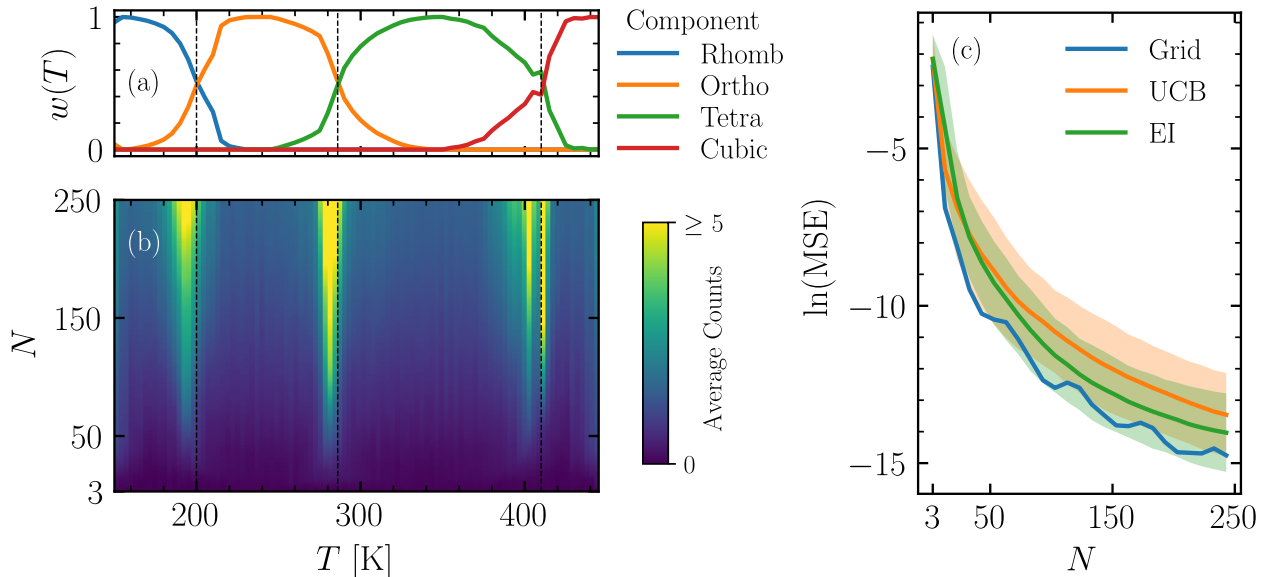 1
0
w(T)
(a)
Component
Rhomb
Ortho
Tetra
Cubic
250
150
50
3
N
(b)
200
300
400
T [K]
≥ 5
0
Average Counts
(c)
Grid
UCB
EI
−5
−10
−15
ln(MSE)
3
50
150
250
N